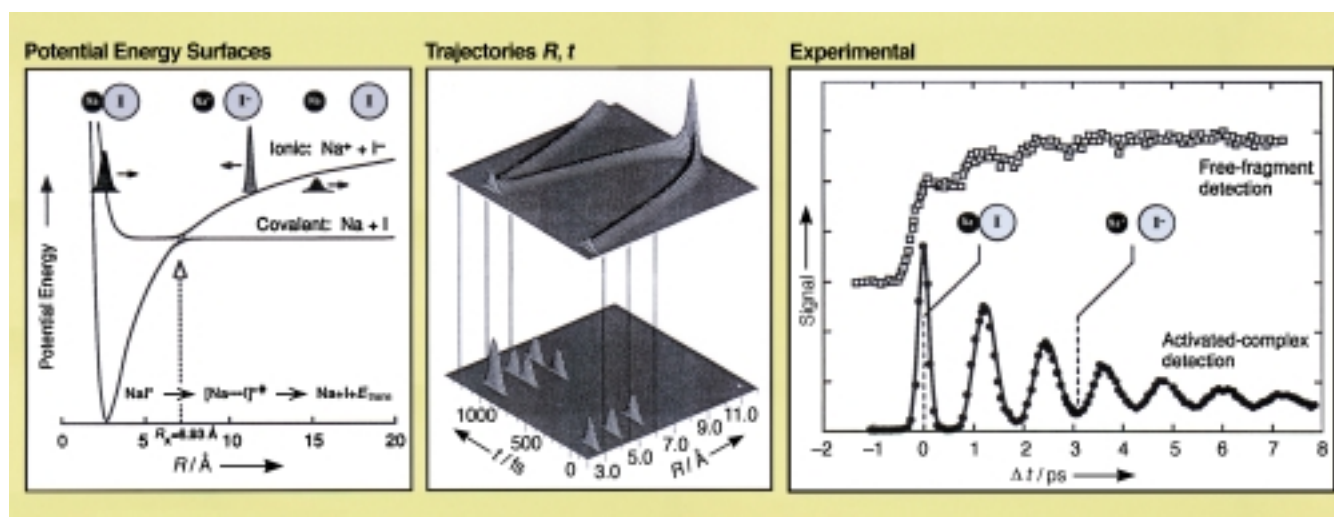 Potential Energy Surfaces
Na I Na⁺ I⁻ Na I
Ionic: Na⁺ + I⁻
Covalent: Na + I
Potential Energy
NaI* → [Na···I]*‡ → Na+I+E_trans
0 5 R_x=6.93 Å 10 15 20
R / Å
Trajectories R, t
1000 500 0
t / fs
3.0 5.0 7.0 9.0 11.0
R / Å
Experimental
Free-fragment
detection
Na I Na⁺ I⁻
Signal
Activated-complex
detection
−2 −1 0 1 2 3 4 5 6 7 8
Δt / ps